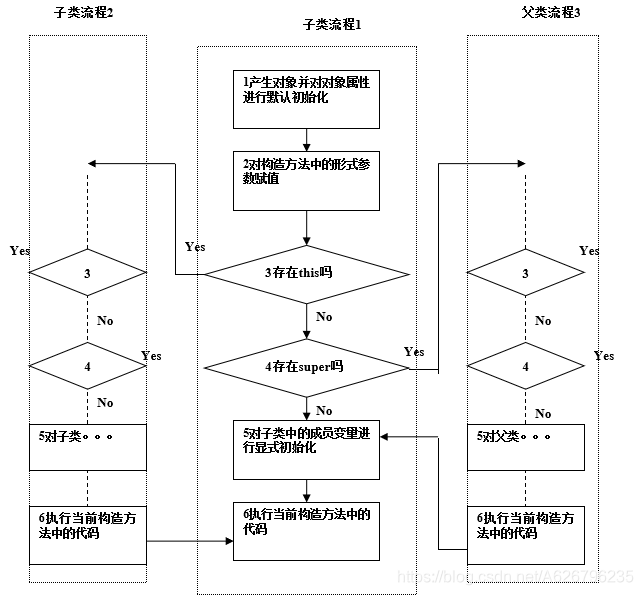 子类流程2
子类流程1
父类流程3
1产生对象并对对象属性
进行默认初始化
2对构造方法中的形式参
数赋值
Yes
3
No
Yes
4
No
5对子类。。。
6执行当前构造方
法中的代码
Yes
3存在this吗
No
4存在super吗
Yes
No
5对子类中的成员变量进
行显式初始化
6执行当前构造方法中的
代码
Yes
3
No
Yes
4
No
5对父类。。。
6执行当前构造方
法中的代码
https://blog.csdn.net/A626796235